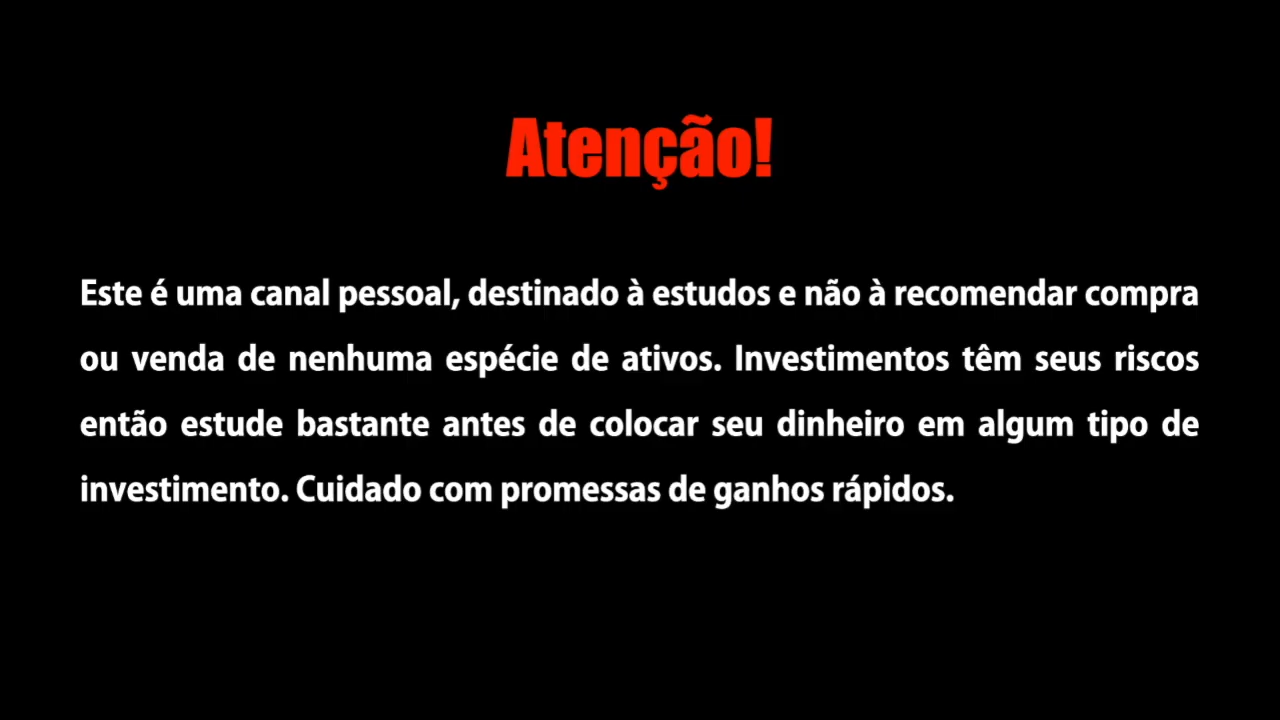 Atenção!
Este é uma canal pessoal, destinado à estudos e não à recomendar compra
ou venda de nenhuma espécie de ativos. Investimentos têm seus riscos
então estude bastante antes de colocar seu dinheiro em algum tipo de
investimento. Cuidado com promessas de ganhos rápidos.